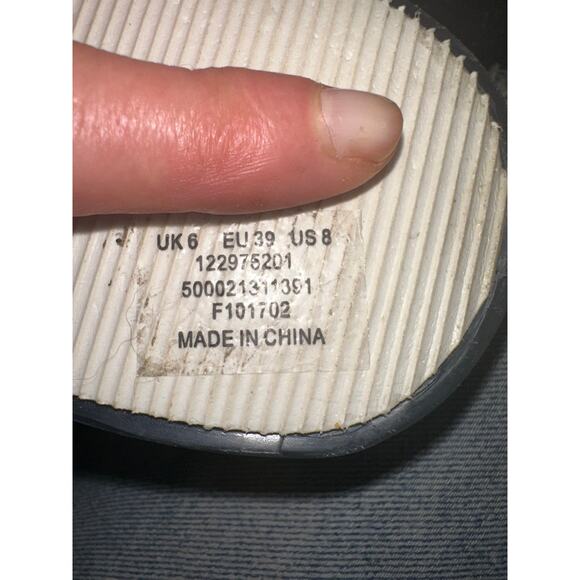 UK 6 EU 39 US 8
122975201
500021311391
F101702
MADE IN CHINA